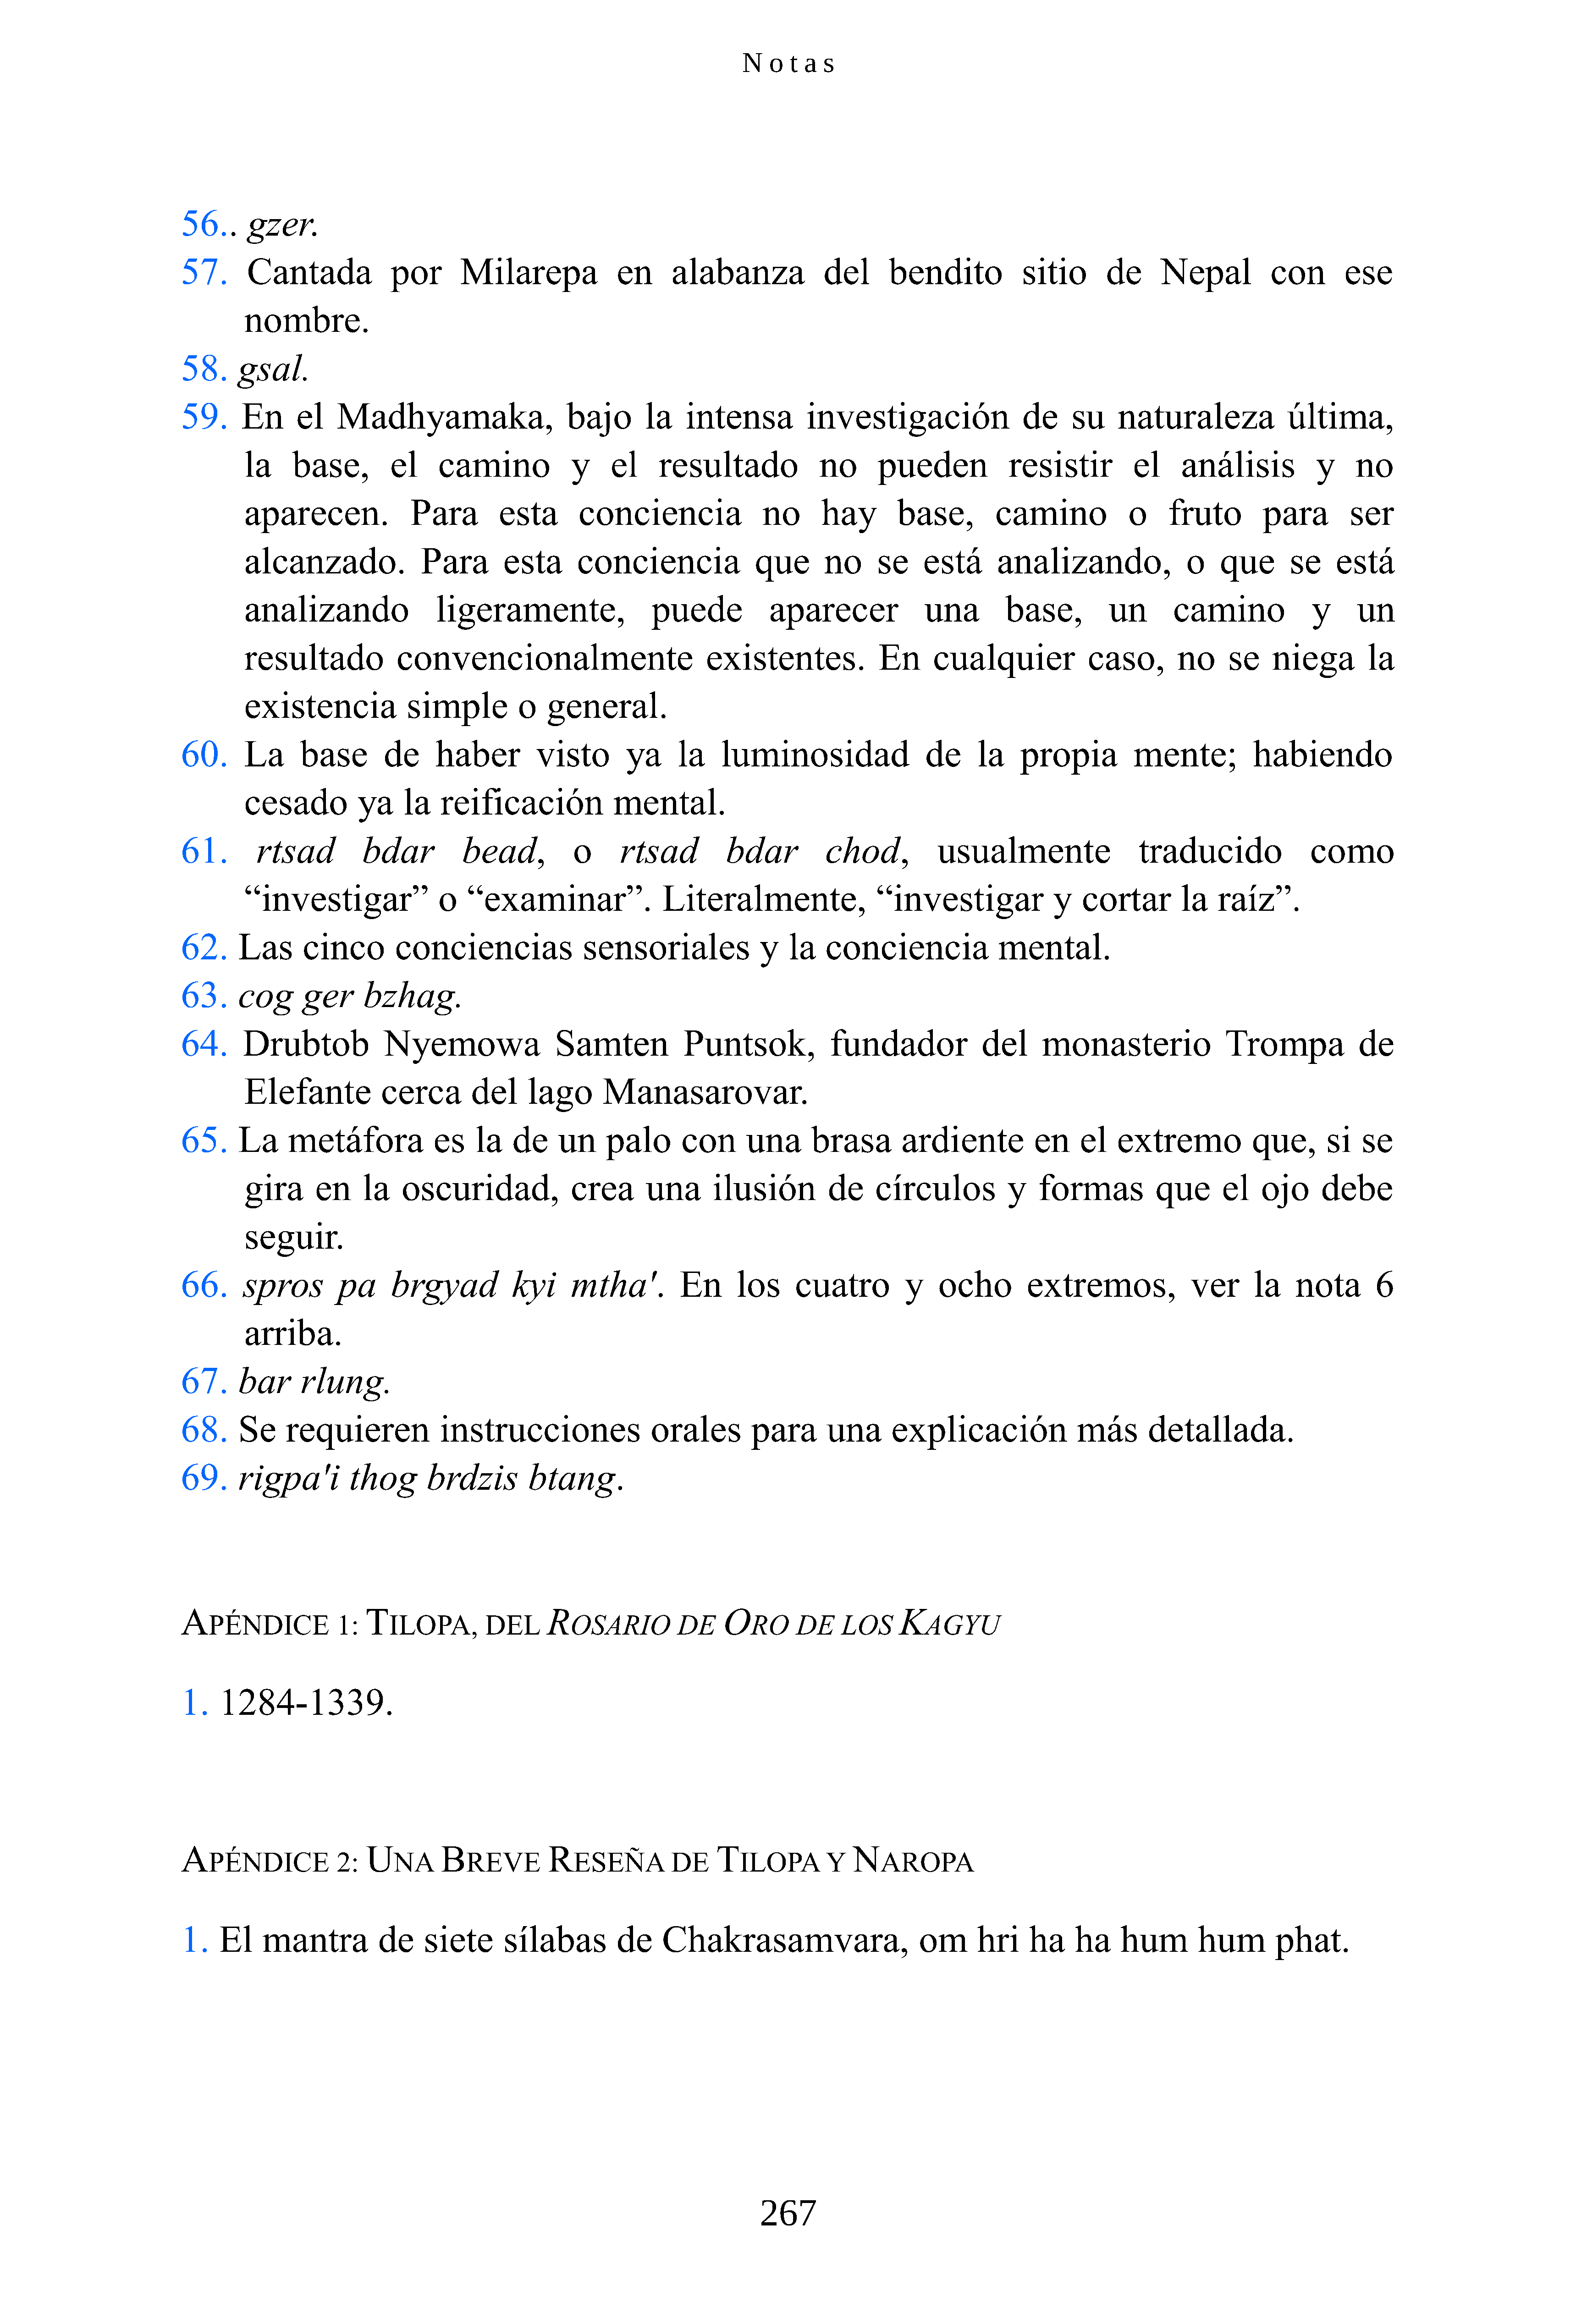 Notas
56.. gzer.
57. Cantada por Milarepa en alabanza del bendito sitio de Nepal con ese
nombre.
58. gsal.
59. En el Madhyamaka, bajo la intensa investigación de su naturaleza última,
la base, el camino y el resultado no pueden resistir el análisis y no
aparecen. Para esta conciencia no hay base, camino o fruto para ser
alcanzado. Para esta conciencia que no se está analizando, o que se está
analizando ligeramente, puede aparecer una base, un camino y un
resultado convencionalmente existentes. En cualquier caso, no se niega la
existencia simple o general.
60. La base de haber visto ya la luminosidad de la propia mente; habiendo
cesado ya la reificación mental.
61. rtsad bdar bead, o rtsad bdar chod, usualmente traducido como
“investigar” o “examinar”. Literalmente, “investigar y cortar la raíz”.
62. Las cinco conciencias sensoriales y la conciencia mental.
63. cog ger bzhag.
64. Drubtob Nyemowa Samten Puntsok, fundador del monasterio Trompa de
Elefante cerca del lago Manasarovar.
65. La metáfora es la de un palo con una brasa ardiente en el extremo que, si se
gira en la oscuridad, crea una ilusión de círculos y formas que el ojo debe
seguir.
66. spros pa brgyad kyi mtha'. En los cuatro y ocho extremos, ver la nota 6
arriba.
67. bar rlung.
68. Se requieren instrucciones orales para una explicación más detallada.
69. rigpa'i thog brdzis btang.
APÉNDICE 1: TILOPA, DEL ROSARIO DE ORO DE LOS KAGYU
1. 1284-1339.
APÉNDICE 2: UNA BREVE RESEÑA DE TILOPA Y NAROPA
1. El mantra de siete sílabas de Chakrasamvara, om hri ha ha hum hum phat.
267